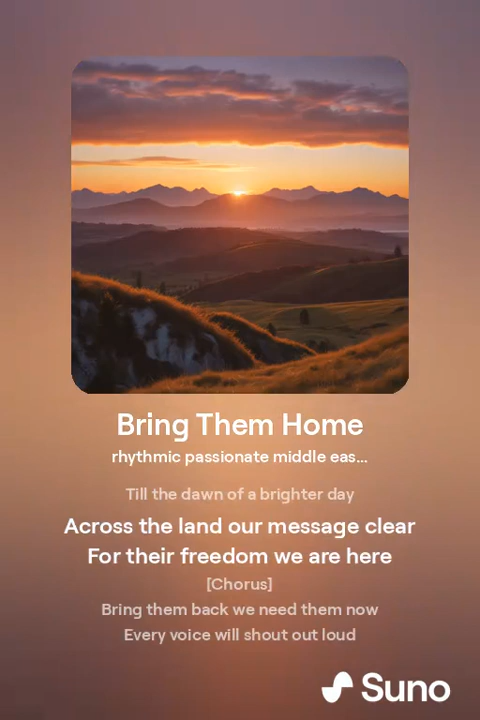 Bring Them Home
rhythmic passionate middle eas...
Till the dawn of a brighter day
Across the land our message clear
For their freedom we are here
[Chorus]
Bring them back we need them now
Every voice will shout out loud
Suno